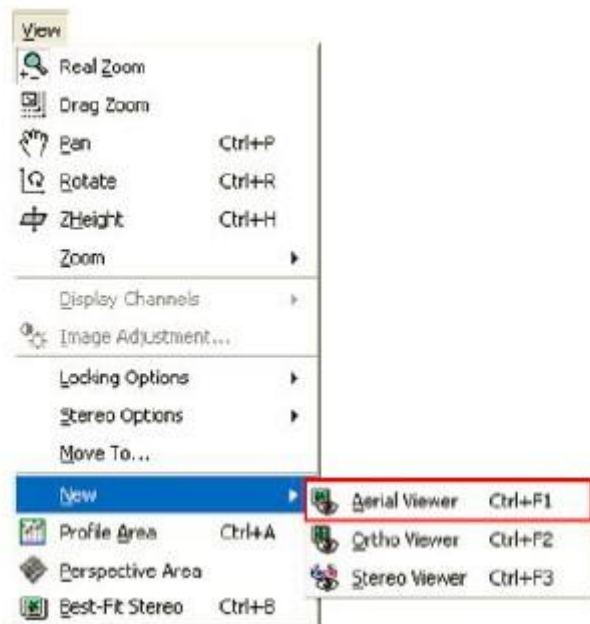 View
Real Zoom
Drag Zoom
Pan Ctrl+P
Rotate Ctrl+R
ZHeight Ctrl+H
Zoom
Display Channels
Image Adjustment...
Locking Options
Stereo Options
Move To...
New
Aerial Viewer Ctrl+F1
Profile Area Ctrl+A
Ortho Viewer Ctrl+F2
Perspective Area
Stereo Viewer Ctrl+F3
Best-Fit Stereo Ctrl+B